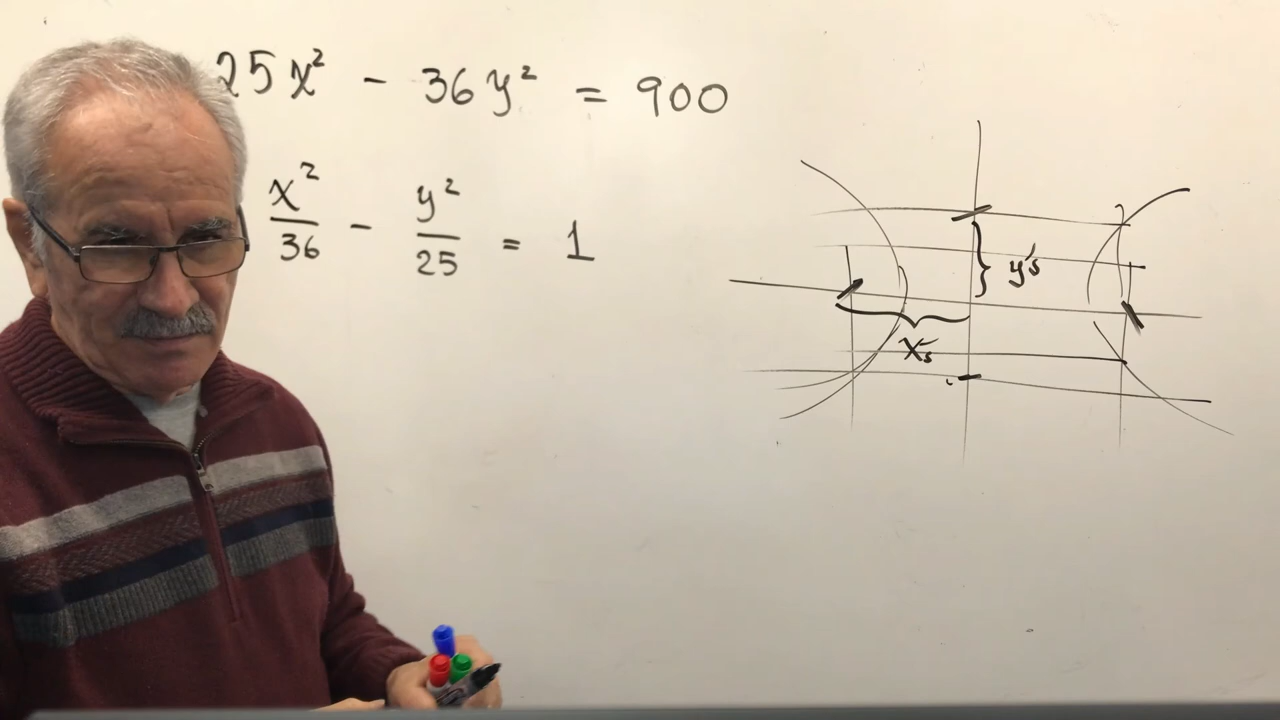 25x² - 36y² = 900
x²/36 - y²/25 = 1
y's
x's